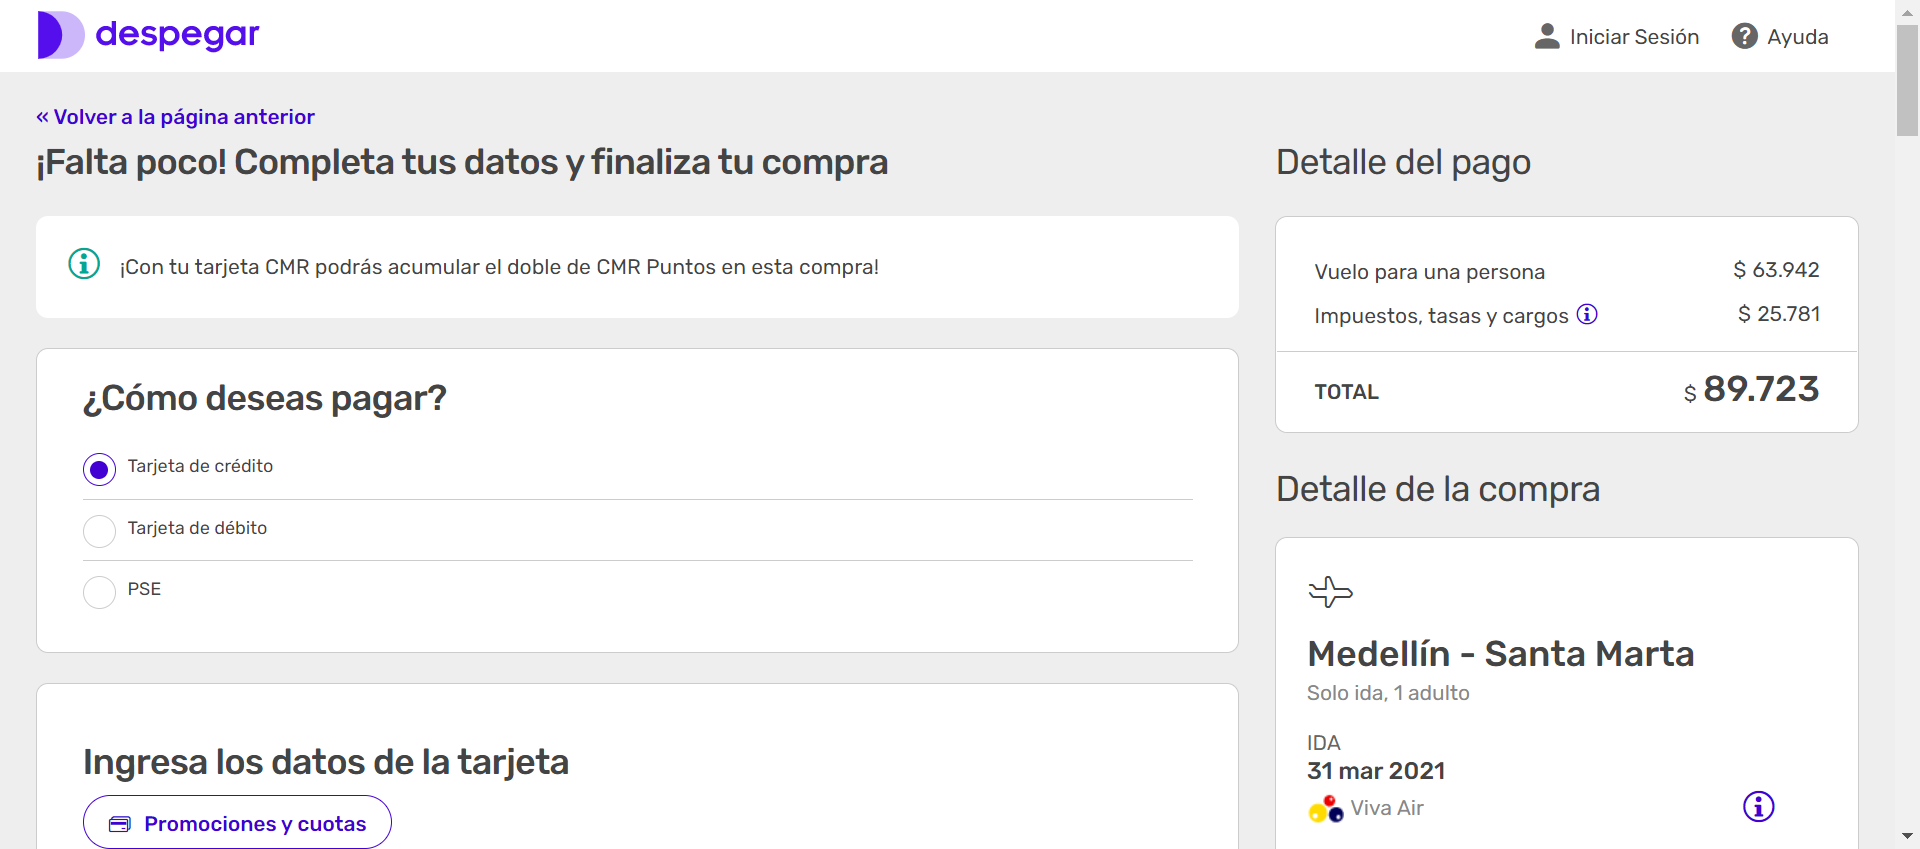 despegar
Iniciar Sesión
Ayuda
« Volver a la página anterior
¡Falta poco! Completa tus datos y finaliza tu compra
¡Con tu tarjeta CMR podrás acumular el doble de CMR Puntos en esta compra!
¿Cómo deseas pagar?
Tarjeta de crédito
Tarjeta de débito
PSE
Ingresa los datos de la tarjeta
Promociones y cuotas
Detalle del pago
Vuelo para una persona $ 63.942
Impuestos, tasas y cargos $ 25.781
TOTAL $ 89.723
Detalle de la compra
Medellín - Santa Marta
Solo ida, 1 adulto
IDA
31 mar 2021
Viva Air